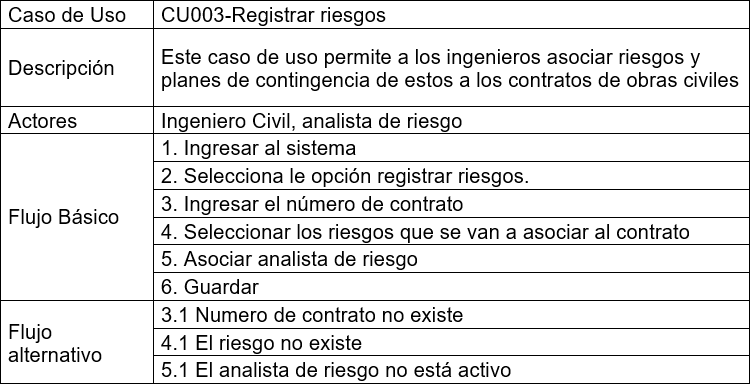 Caso de Uso CU003-Registrar riesgos
Descripción
Este caso de uso permite a los ingenieros asociar riesgos y
planes de contingencia de estos a los contratos de obras civiles
Actores Ingeniero Civil, analista de riesgo
Flujo Básico
1. Ingresar al sistema
2. Selecciona le opción registrar riesgos.
3. Ingresar el número de contrato
4. Seleccionar los riesgos que se van a asociar al contrato
5. Asociar analista de riesgo
6. Guardar
Flujo
alternativo
3.1 Numero de contrato no existe
4.1 El riesgo no existe
5.1 El analista de riesgo no está activo